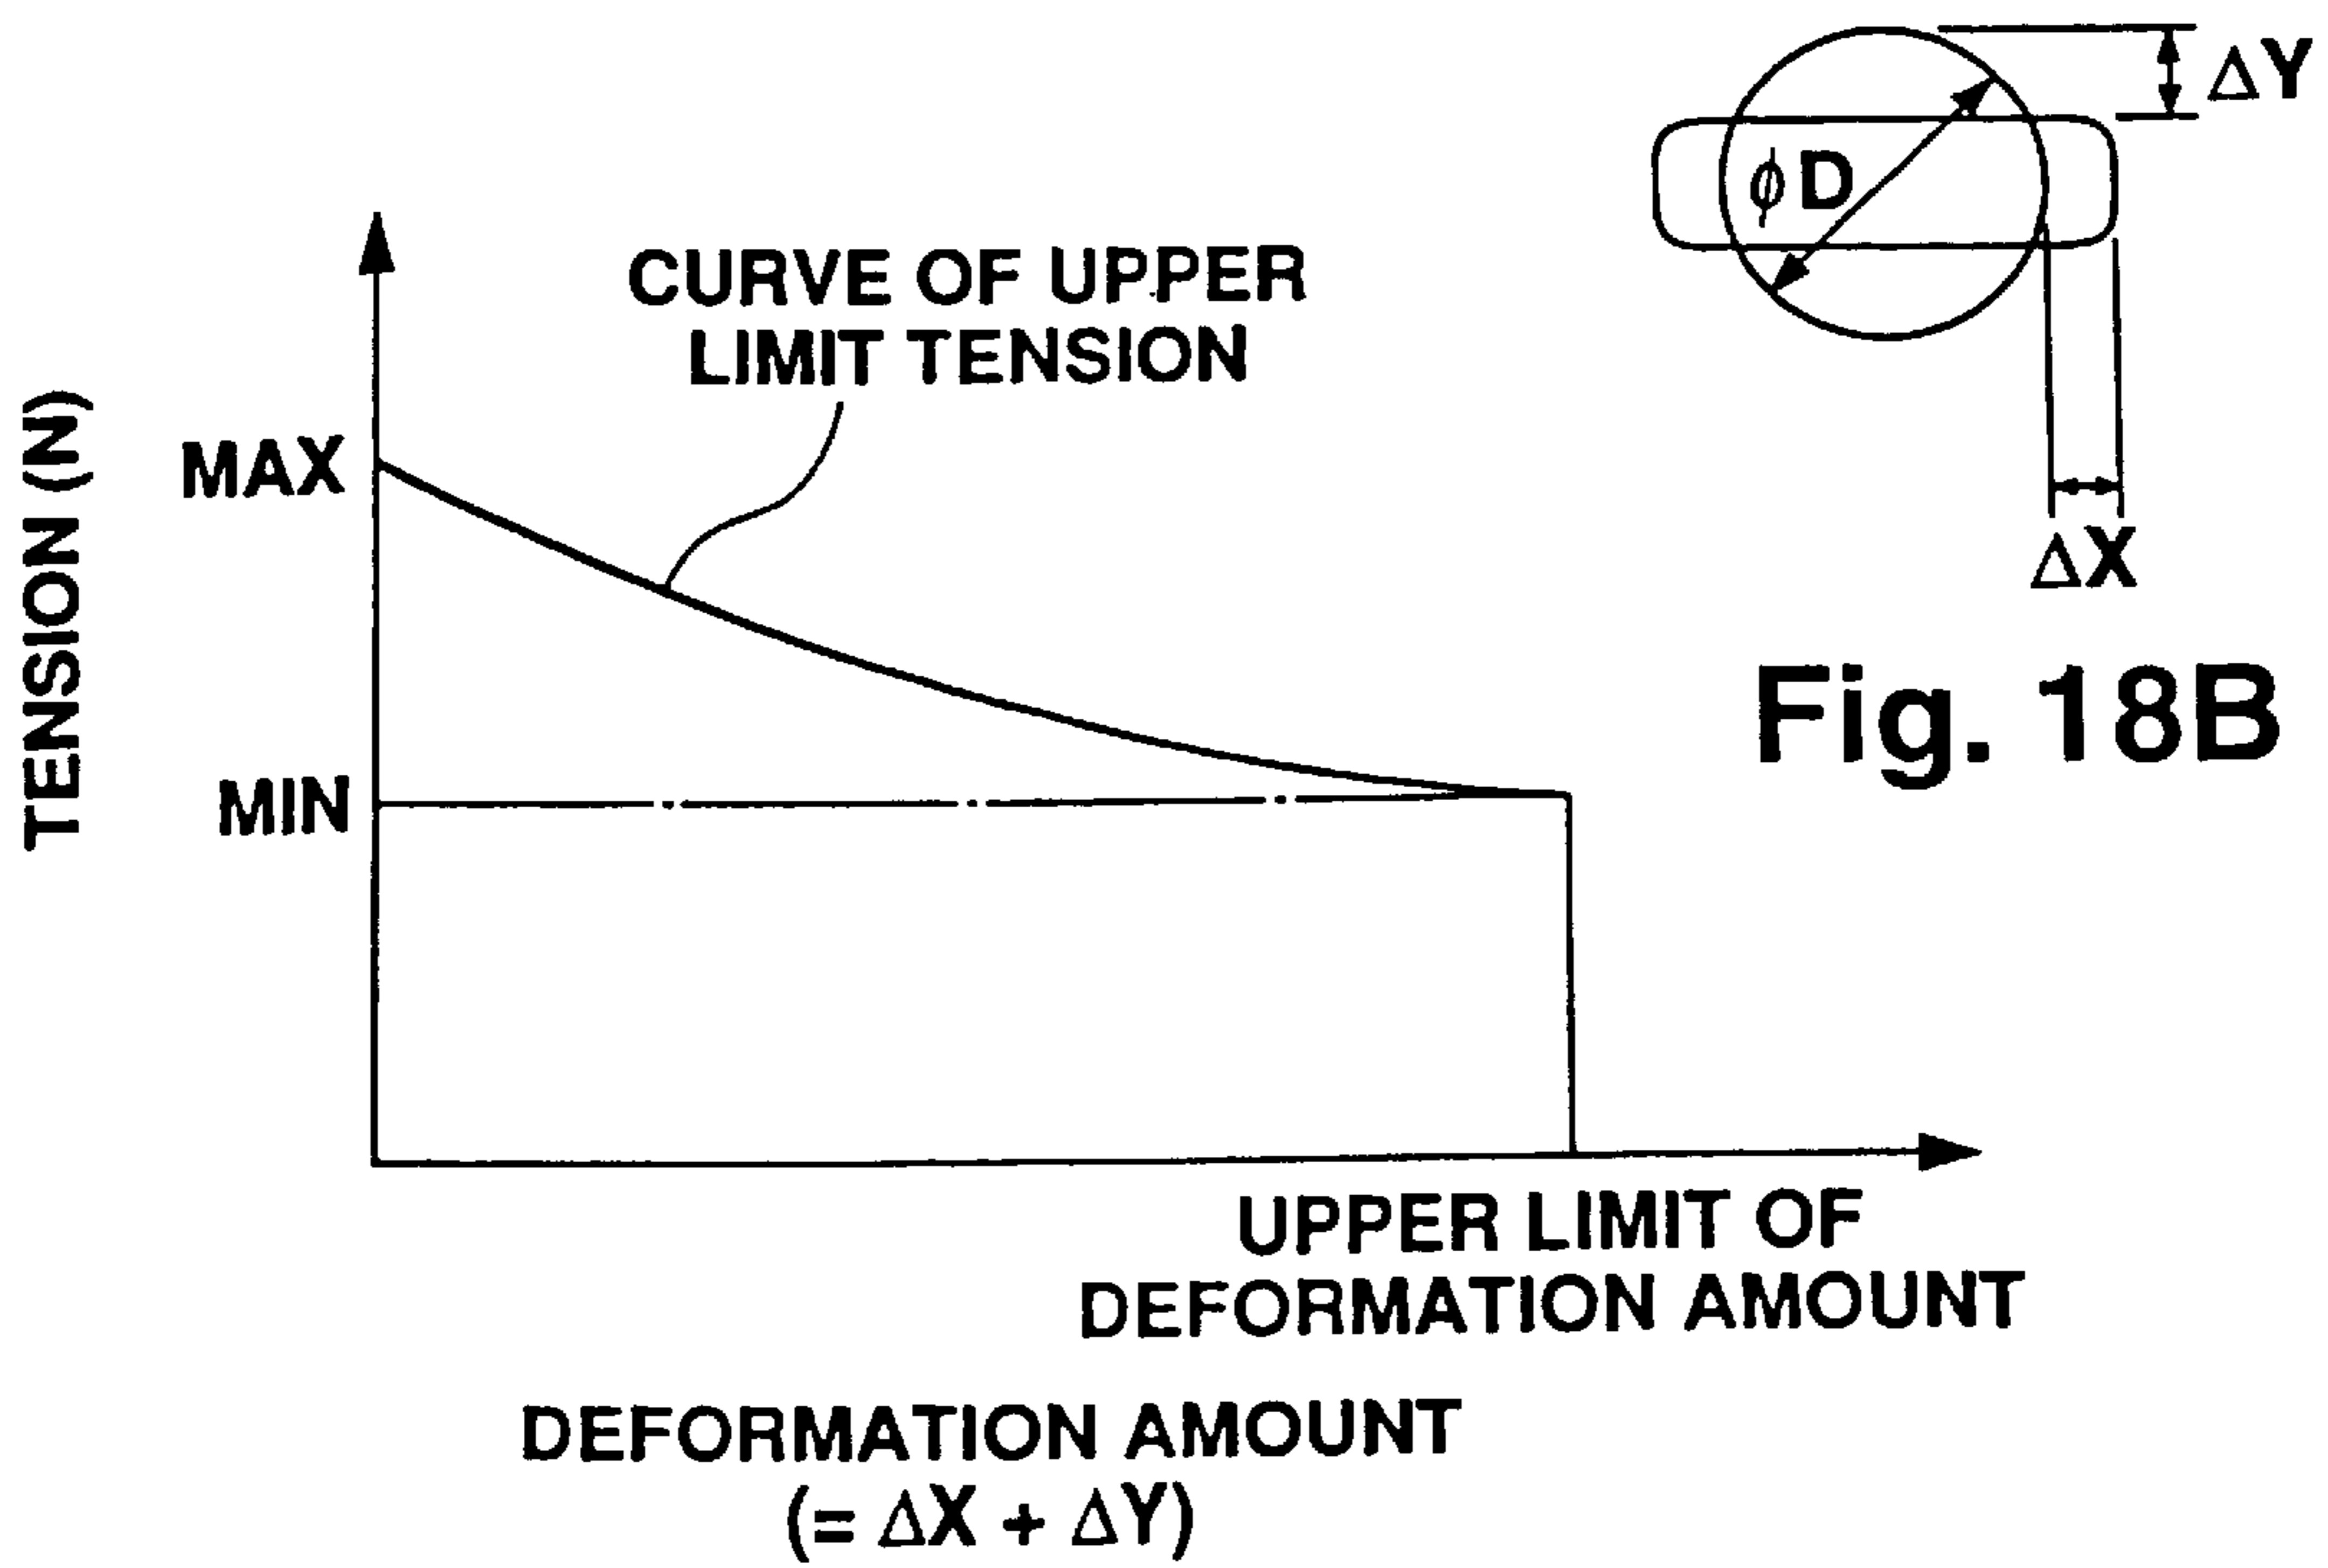 ΔY
φD
CURVE OF UPPER
LIMIT TENSION
TENSION (N)
MAX
ΔX
Fig. 18B
MIN
UPPER LIMIT OF
DEFORMATION AMOUNT
DEFORMATION AMOUNT
(= ΔX + ΔY)